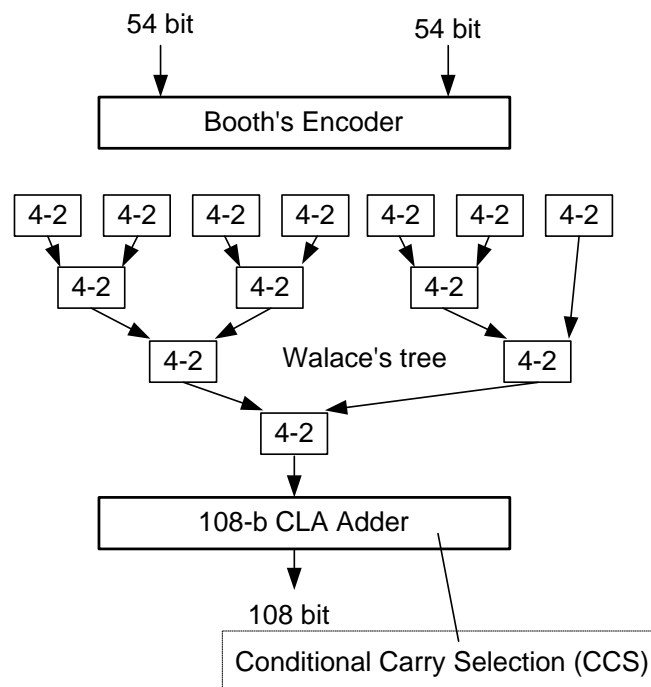 54 bit 54 bit
Booth's Encoder
4-2 4-2 4-2 4-2 4-2 4-2 4-2
4-2 4-2 4-2
4-2 Walace's tree 4-2
4-2
108-b CLA Adder
108 bit
Conditional Carry Selection (CCS)